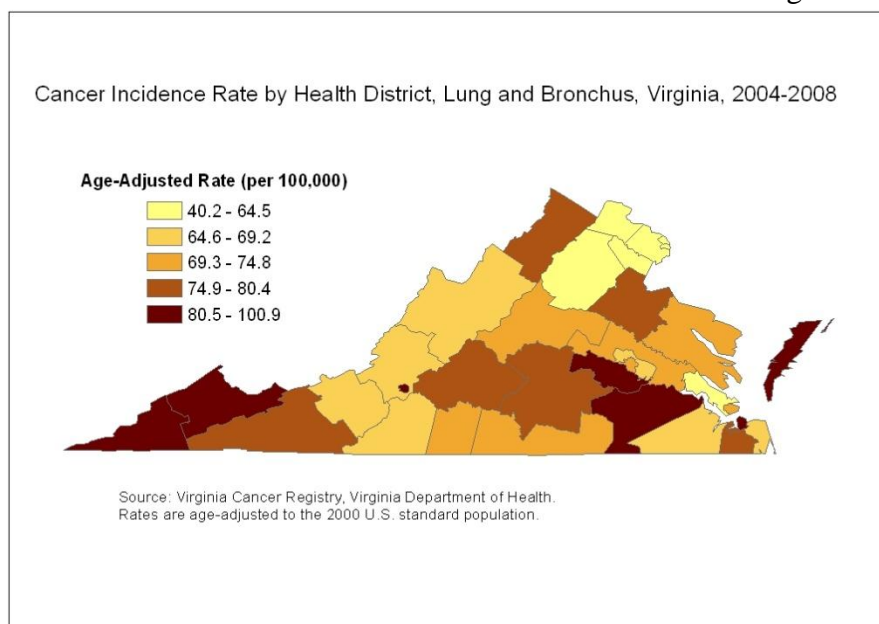 Cancer Incidence Rate by Health District, Lung and Bronchus, Virginia, 2004-2008
Age-Adjusted Rate (per 100,000)
40.2 - 64.5
64.6 - 69.2
69.3 - 74.8
74.9 - 80.4
80.5 - 100.9
Source: Virginia Cancer Registry, Virginia Department of Health.
Rates are age-adjusted to the 2000 U.S. standard population.